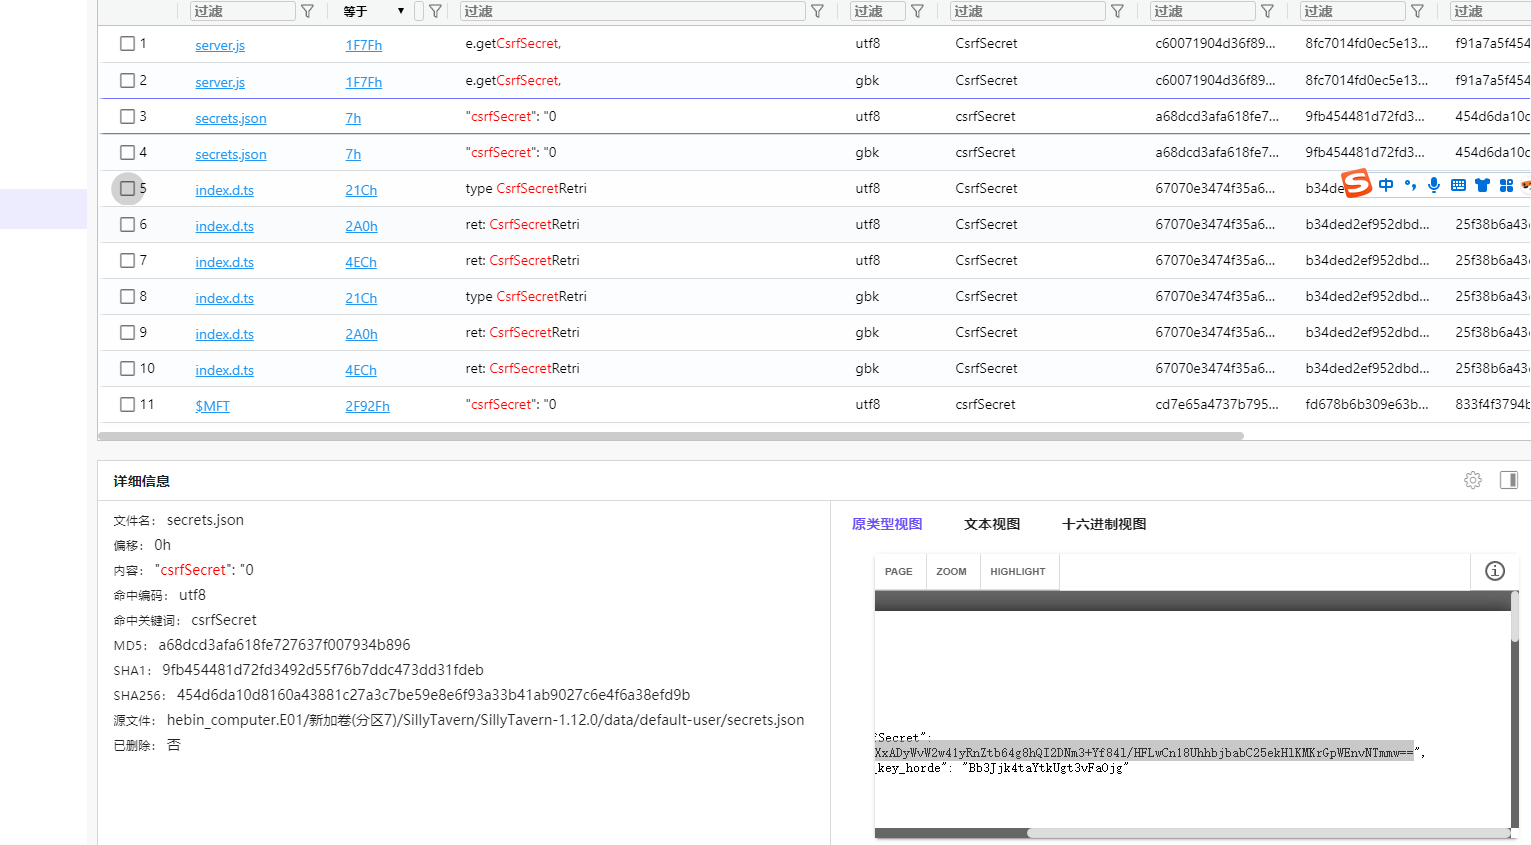 过滤 等于 ▼ 过滤 过滤 过滤 过滤 过滤 过滤
1 server.js 1F7Fh e.getCsrfSecret, utf8 CsrfSecret c60071904d36f89... 8fc7014fd0ec5e13... f91a7a5f454
2 server.js 1F7Fh e.getCsrfSecret, gbk CsrfSecret c60071904d36f89... 8fc7014fd0ec5e13... f91a7a5f454
3 secrets.json 7h "csrfSecret": "0 utf8 csrfSecret a68dcd3afa618fe7... 9fb454481d72fd3... 454d6da10d
4 secrets.json 7h "csrfSecret": "0 gbk csrfSecret a68dcd3afa618fe7... 9fb454481d72fd3... 454d6da10d
5 index.d.ts 21Ch type CsrfSecretRetri utf8 CsrfSecret 67070e3474f35a6... b34de 中
6 index.d.ts 2A0h ret: CsrfSecretRetri utf8 CsrfSecret 67070e3474f35a6... b34ded2ef952dbd... 25f38b6a43
7 index.d.ts 4ECh ret: CsrfSecretRetri utf8 CsrfSecret 67070e3474f35a6... b34ded2ef952dbd... 25f38b6a43
8 index.d.ts 21Ch type CsrfSecretRetri gbk CsrfSecret 67070e3474f35a6... b34ded2ef952dbd... 25f38b6a43
9 index.d.ts 2A0h ret: CsrfSecretRetri gbk CsrfSecret 67070e3474f35a6... b34ded2ef952dbd... 25f38b6a43
10 index.d.ts 4ECh ret: CsrfSecretRetri gbk CsrfSecret 67070e3474f35a6... b34ded2ef952dbd... 25f38b6a43
11 $MFT 2F92Fh "csrfSecret": "0 utf8 csrfSecret cd7e65a4737b795... fd678b6b309e63b... 833f4f3794b
详细信息
文件名： secrets.json
偏移： 0h
内容： "csrfSecret": "0
命中编码： utf8
命中关键词： csrfSecret
MD5： a68dcd3afa618fe727637f007934b896
SHA1： 9fb454481d72fd3492d55f76b7ddc473dd31fdeb
SHA256： 454d6da10d8160a43881c27a3c7be59e8e6f93a33b41ab9027c6e4f6a38efd9b
源文件： hebin_computer.E01/新加卷(分区7)/SillyTavern/SillyTavern-1.12.0/data/default-user/secrets.json
已删除： 否
原类型视图 文本视图 十六进制视图
PAGE ZOOM HIGHLIGHT
fSecret":
XxADyWvW2w41yRnZtb64g8hQI2DNm3+Yf84l/HFLwCn18UhhbjbabC25ekHlKMKrGpWEnvNTmmw==",
_key_horde": "Bb3Jjk4taYtkUgt3vFaOjg"